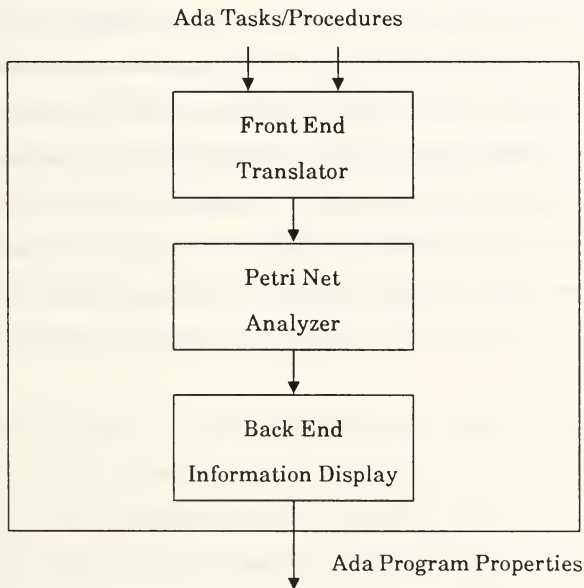 Ada Tasks/Procedures
Front End
Translator
Petri Net
Analyzer
Back End
Information Display
Ada Program Properties